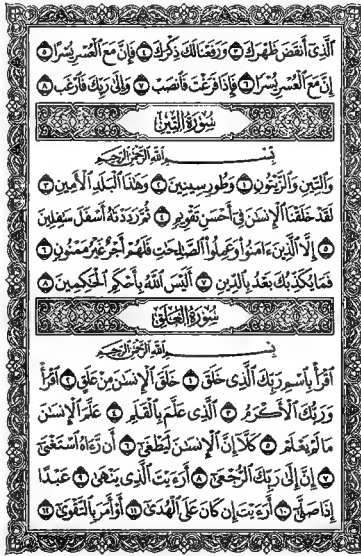 ٱلَّذِىٓ أَنقَضَ ظَهْرَكَ ٣ وَرَفَعْنَا لَكَ ذِكْرَكَ ٤ فَإِنَّ مَعَ ٱلْعُسْرِ يُسْرًا ٥
إِنَّ مَعَ ٱلْعُسْرِ يُسْرًا ٦ فَإِذَا فَرَغْتَ فَٱنصَبْ ٧ وَإِلَىٰ رَبِّكَ فَٱرْغَب ٨
سُورَةُ التِّينِ
بِسْمِ ٱللَّهِ ٱلرَّحْمَٰنِ ٱلرَّحِيمِ
وَٱلتِّينِ وَٱلزَّيْتُونِ ١ وَطُورِ سِينِينَ ٢ وَهَٰذَا ٱلْبَلَدِ ٱلْأَمِينِ ٣
لَقَدْ خَلَقْنَا ٱلْإِنسَٰنَ فِىٓ أَحْسَنِ تَقْوِيمٍ ٤ ثُمَّ رَدَدْنَٰهُ أَسْفَلَ سَٰفِلِينَ
٥ إِلَّا ٱلَّذِينَ ءَامَنُوا۟ وَعَمِلُوا۟ ٱلصَّٰلِحَٰتِ فَلَهُمْ أَجْرٌ غَيْرُ مَمْنُونٍ ٦
فَمَا يُكَذِّبُكَ بَعْدُ بِٱلدِّينِ ٧ أَلَيْسَ ٱللَّهُ بِأَحْكَمِ ٱلْحَٰكِمِينَ ٨
سُورَةُ العَلَقِ
بِسْمِ ٱللَّهِ ٱلرَّحْمَٰنِ ٱلرَّحِيمِ
ٱقْرَأْ بِٱسْمِ رَبِّكَ ٱلَّذِى خَلَقَ ١ خَلَقَ ٱلْإِنسَٰنَ مِنْ عَلَقٍ ٢ ٱقْرَأْ
وَرَبُّكَ ٱلْأَكْرَمُ ٣ ٱلَّذِى عَلَّمَ بِٱلْقَلَمِ ٤ عَلَّمَ ٱلْإِنسَٰنَ
مَا لَمْ يَعْلَمْ ٥ كَلَّآ إِنَّ ٱلْإِنسَٰنَ لَيَطْغَىٰٓ ٦ أَن رَّءَاهُ ٱسْتَغْنَىٰٓ
٧ إِنَّ إِلَىٰ رَبِّكَ ٱلرُّجْعَىٰٓ ٨ أَرَءَيْتَ ٱلَّذِى يَنْهَىٰ ٩ عَبْدًا
إِذَا صَلَّىٰٓ ١٠ أَرَءَيْتَ إِن كَانَ عَلَى ٱلْهُدَىٰٓ ١١ أَوْ أَمَرَ بِٱلتَّقْوَىٰٓ ١٢